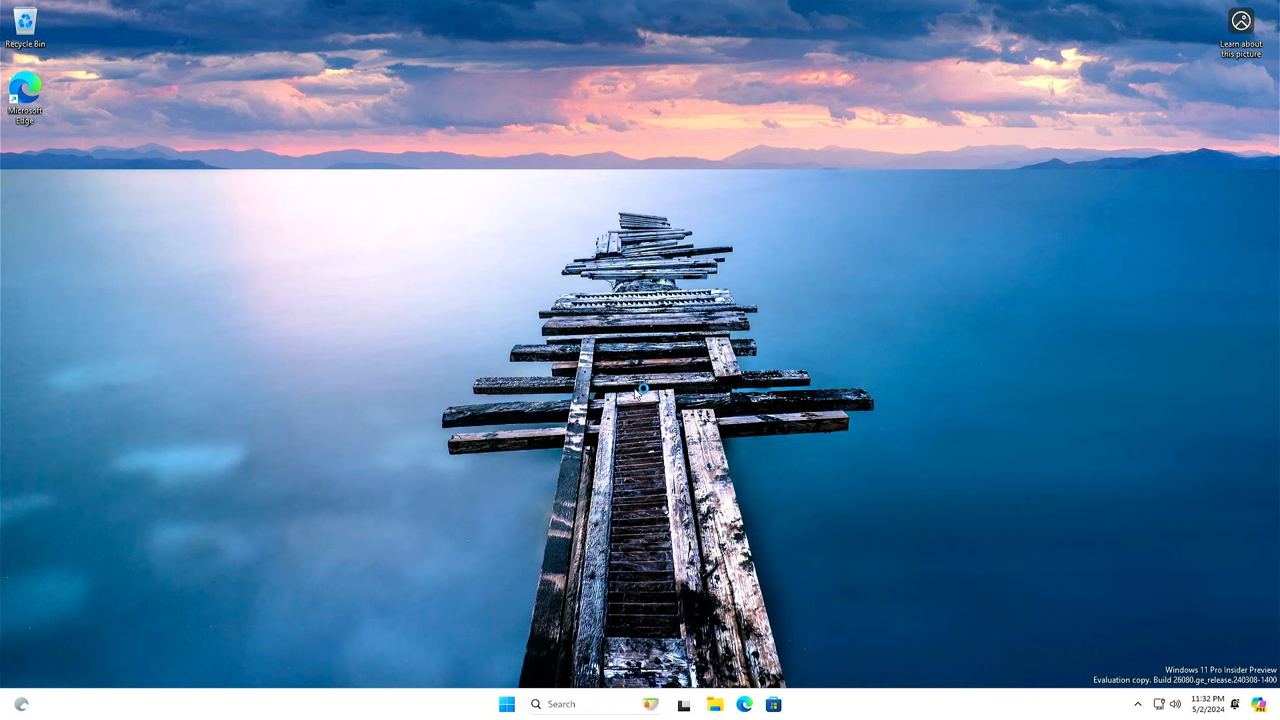 Recycle Bin
Learn about
this picture
Microsoft
Edge
Windows 11 Pro Insider Preview
Evaluation copy. Build 26080.ge_release.240308-1400
Search
11:32 PM
5/2/2024
PRE